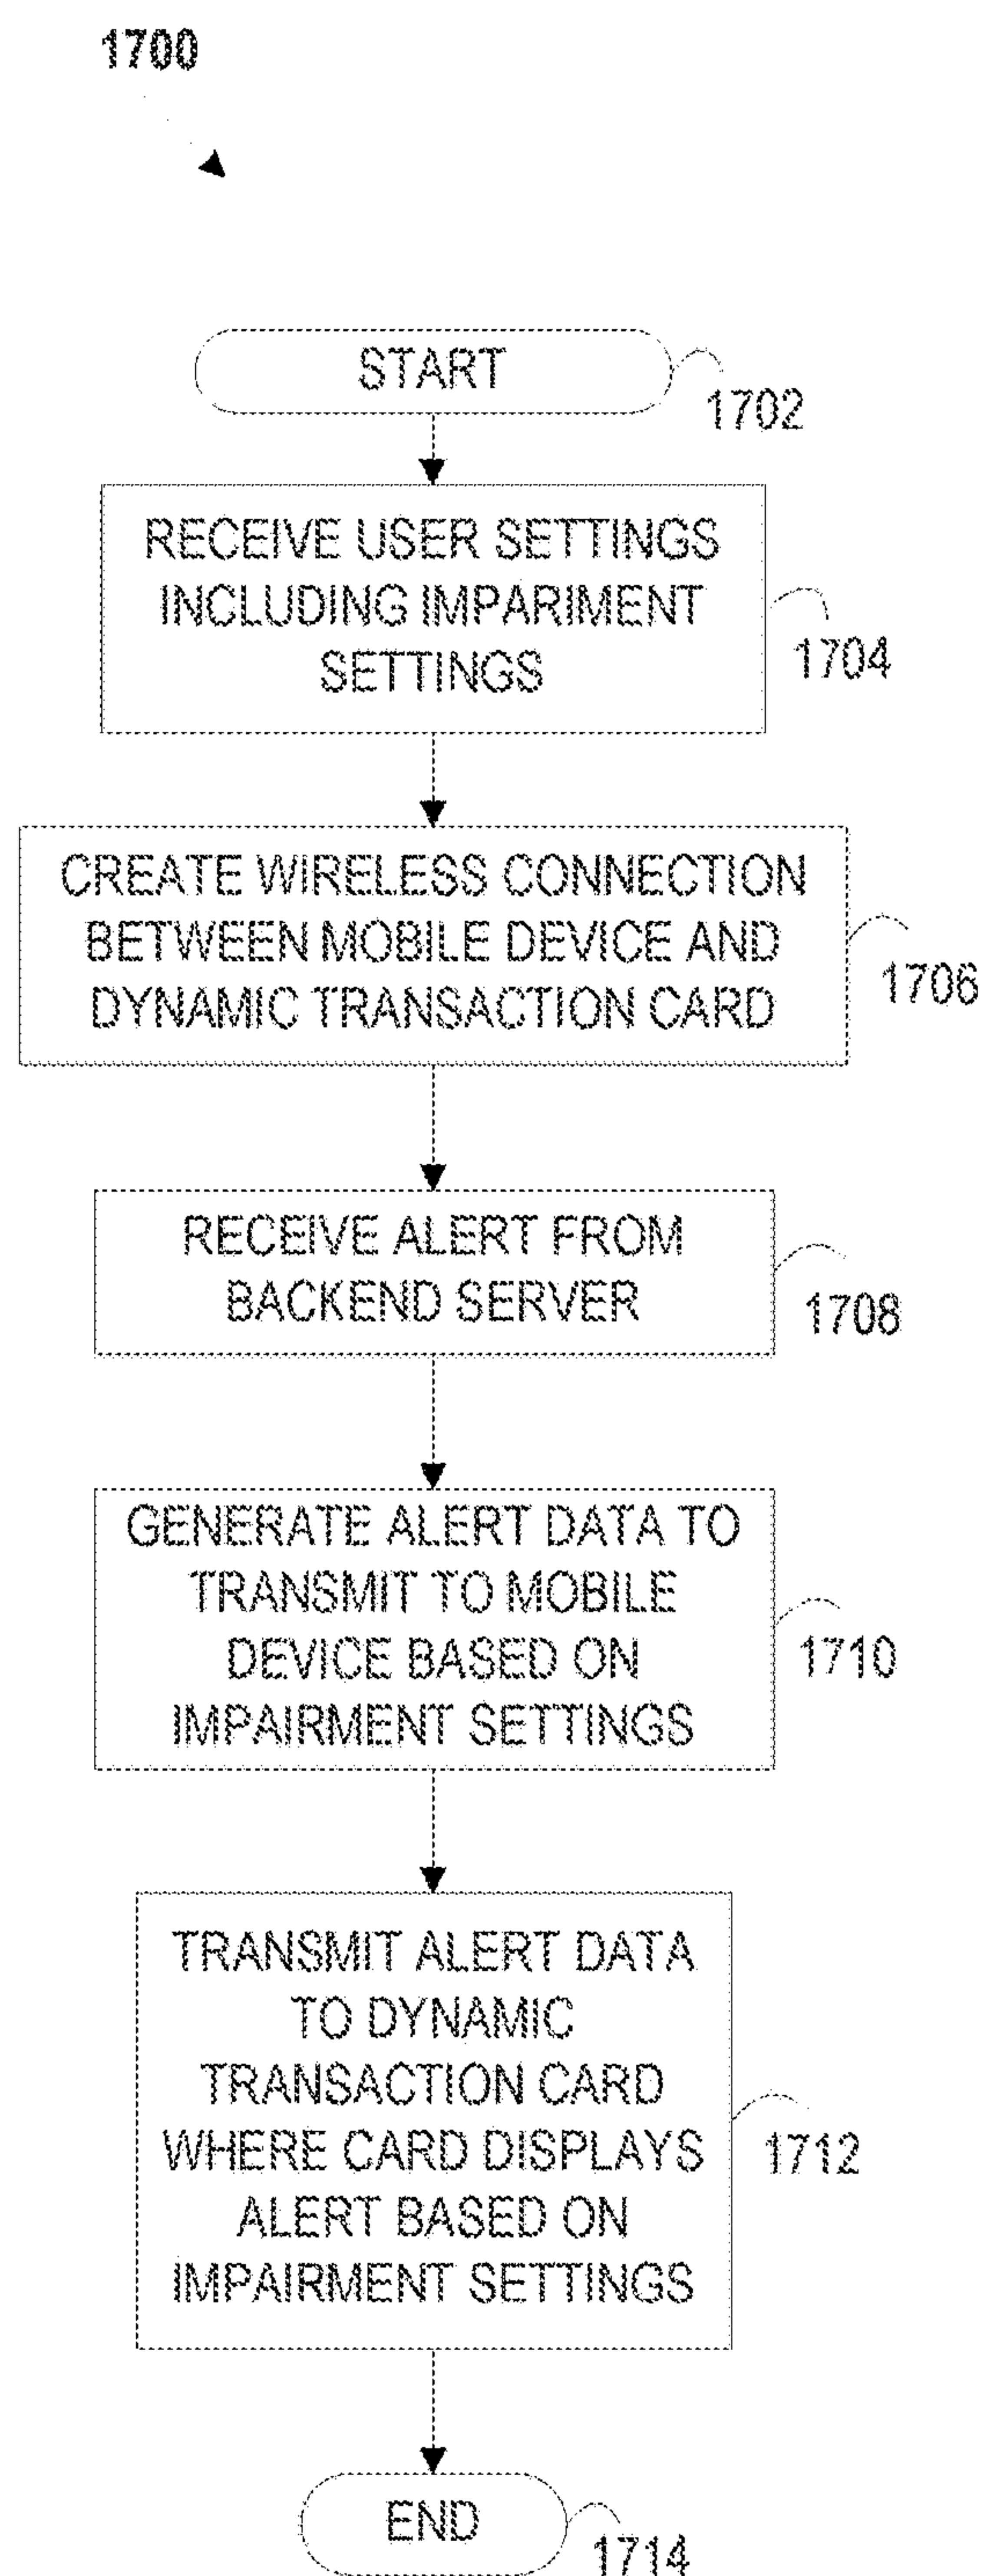 1700
START
1702
RECEIVE USER SETTINGS
INCLUDING IMPARIMENT
SETTINGS
1704
CREATE WIRELESS CONNECTION
BETWEEN MOBILE DEVICE AND
DYNAMIC TRANSACTION CARD
1706
RECEIVE ALERT FROM
BACKEND SERVER
1708
GENERATE ALERT DATA TO
TRANSMIT TO MOBILE
DEVICE BASED ON
IMPAIRMENT SETTINGS
1710
TRANSMIT ALERT DATA
TO DYNAMIC
TRANSACTION CARD
WHERE CARD DISPLAYS
ALERT BASED ON
IMPAIRMENT SETTINGS
1712
END
1714